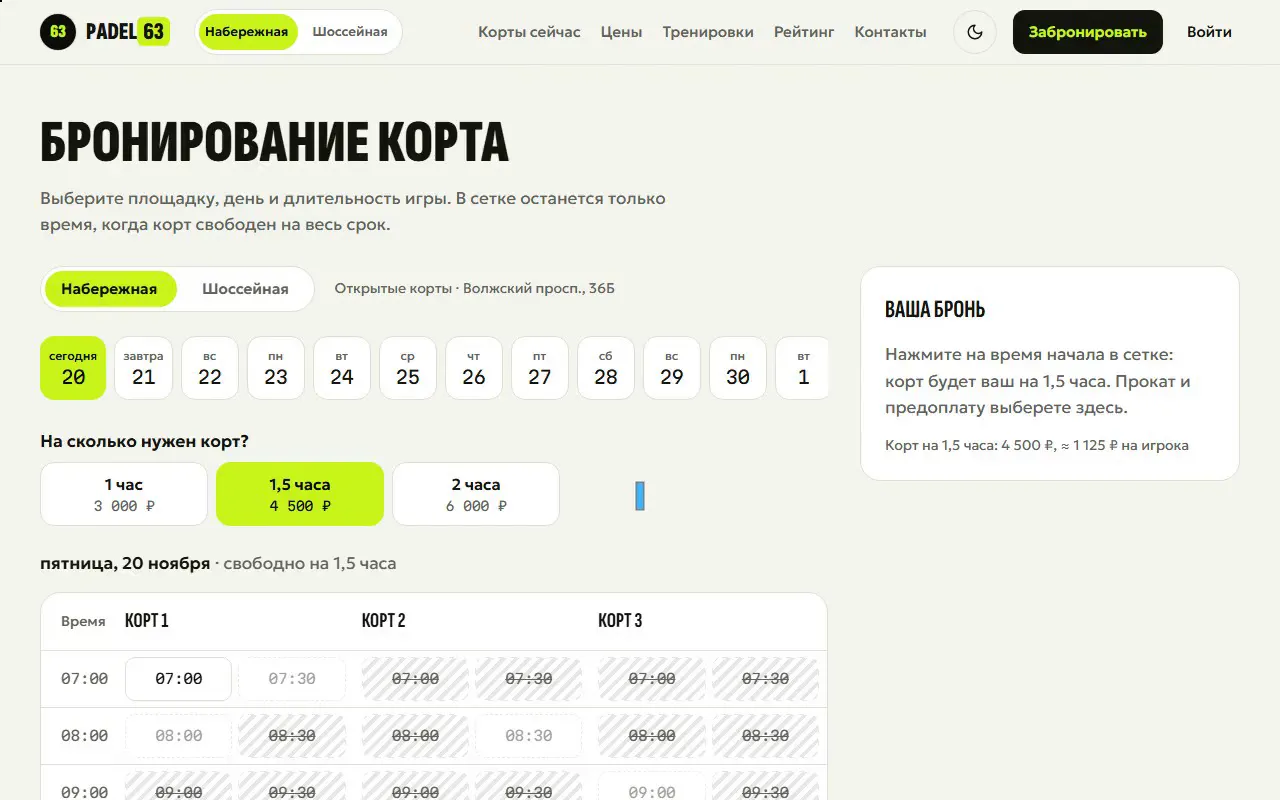 63 PADEL 63 Набережная Шоссейная Корты сейчас Цены Тренировки Рейтинг Контакты Забронировать Войти
БРОНИРОВАНИЕ КОРТА
Выберите площадку, день и длительность игры. В сетке останется только
время, когда корт свободен на весь срок.
Набережная Шоссейная Открытые корты · Волжский просп., 36Б
сегодня завтра вс пн вт ср чт пт сб вс пн вт
20 21 22 23 24 25 26 27 28 29 30 1
На сколько нужен корт?
1 час 1,5 часа 2 часа
3 000 ₽ 4 500 ₽ 6 000 ₽
пятница, 20 ноября · свободно на 1,5 часа
Время КОРТ 1 КОРТ 2 КОРТ 3
07:00 07:00 07:30 07:00 07:30 07:00 07:30
08:00 08:00 08:30 08:00 08:30 08:00 08:30
09:00 09:00 09:30 09:00 09:30 09:00 09:30
ВАША БРОНЬ
Нажмите на время начала в сетке:
корт будет ваш на 1,5 часа. Прокат и
предоплату выберете здесь.
Корт на 1,5 часа: 4 500 ₽, ≈ 1 125 ₽ на игрока